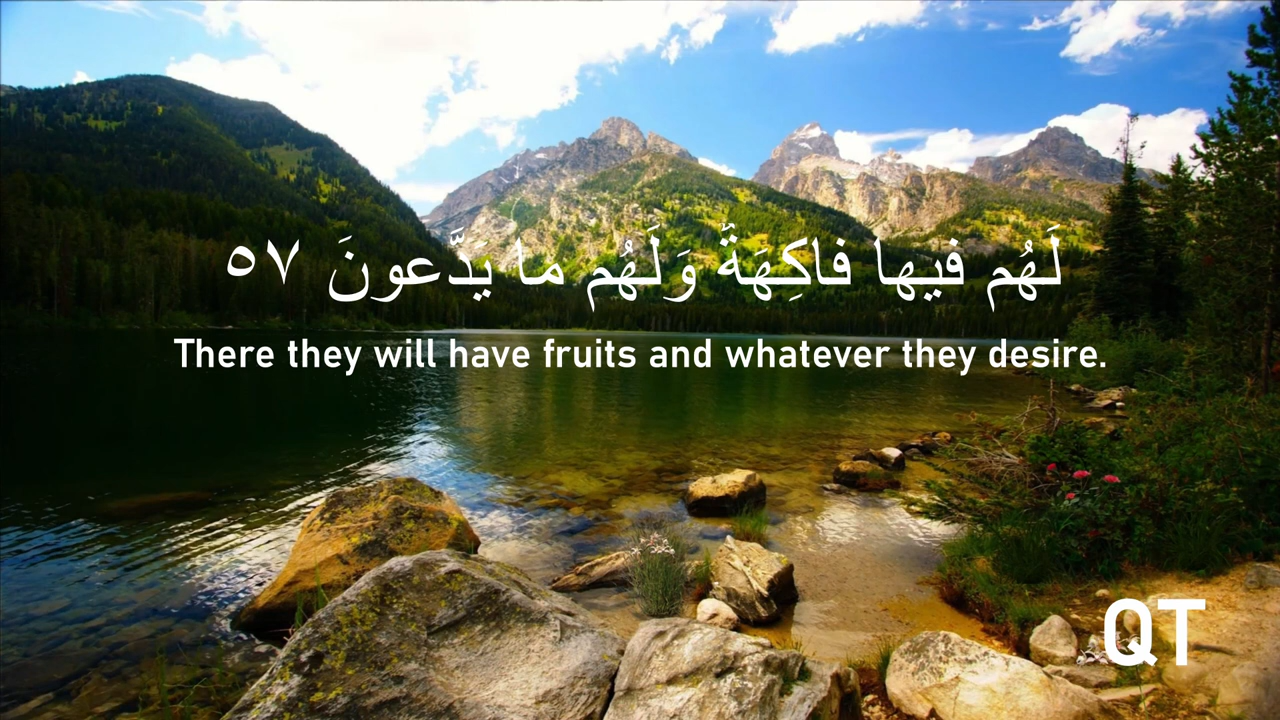 لَهُم فيها فاكِهَةٌ وَلَهُم ما يَدَّعونَ ٥٧
There they will have fruits and whatever they desire.
QT